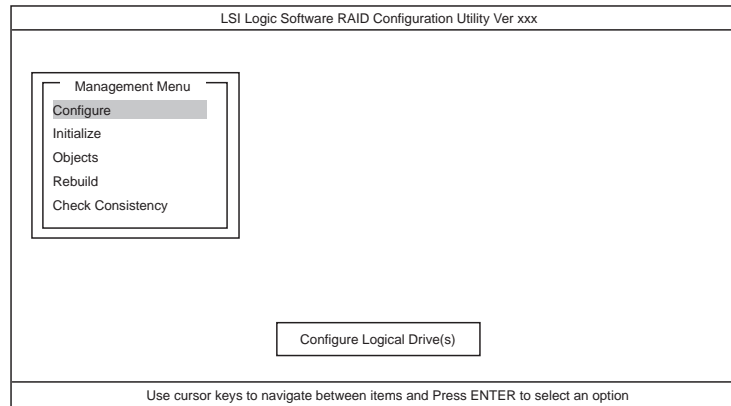 LSI Logic Software RAID Configuration Utility Ver xxx
Management Menu
Configure
Initialize
Objects
Rebuild
Check Consistency
Configure Logical Drive(s)
Use cursor keys to navigate between items and Press ENTER to select an option